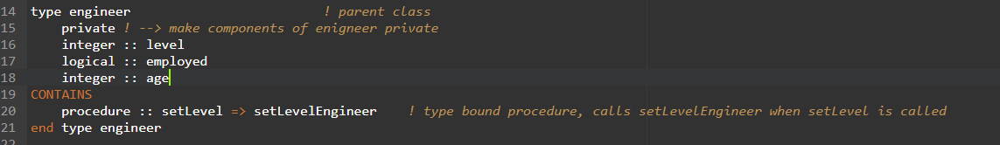 14 type engineer ! parent class
15 private ! --> make components of enigneer private
16 integer :: level
17 logical :: employed
18 integer :: age
19 CONTAINS
20 procedure :: setLevel => setLevelEngineer ! type bound procedure, calls setLevelEngineer when setLevel is called
21 end type engineer
22